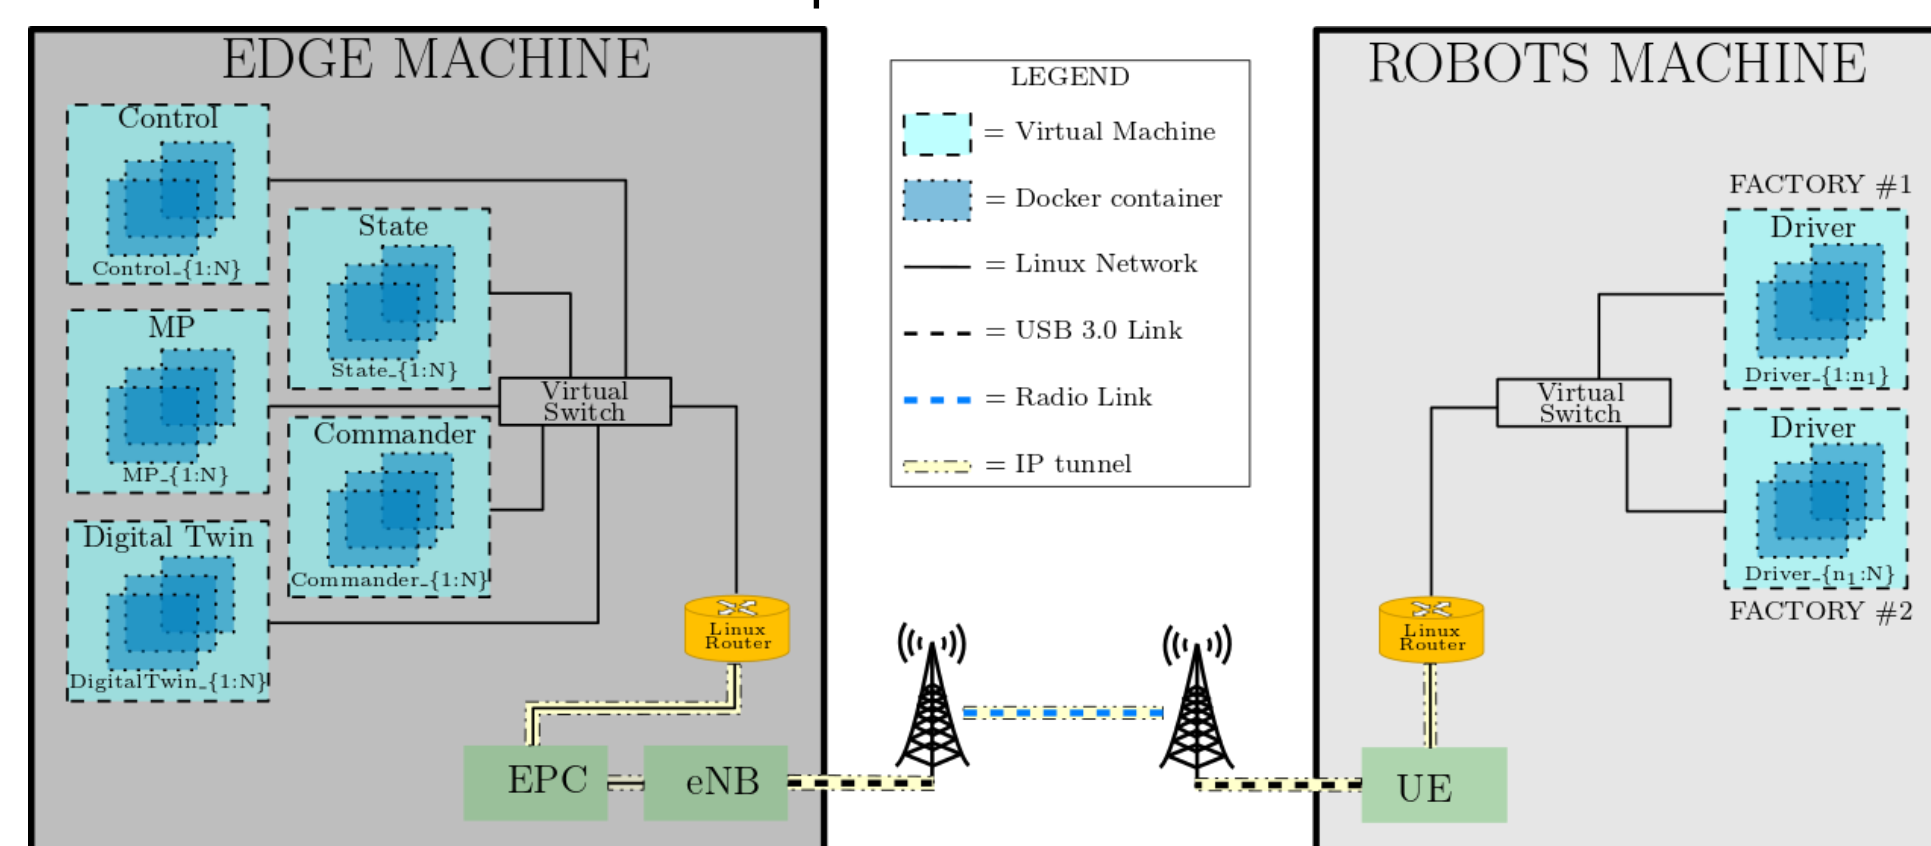 EDGE MACHINE
Control
Control_{1:N}
State
State_{1:N}
MP
MP_{1:N}
Commander
Commander_{1:N}
Digital Twin
DigitalTwin_{1:N}
Virtual
Switch
Linux
Router
EPC
eNB
LEGEND
= Virtual Machine
= Docker container
= Linux Network
= USB 3.0 Link
= Radio Link
= IP tunnel
ROBOTS MACHINE
FACTORY #1
Driver
Driver_{1:n1}
Virtual
Switch
Driver
Driver_{n1:N}
FACTORY #2
Linux
Router
UE